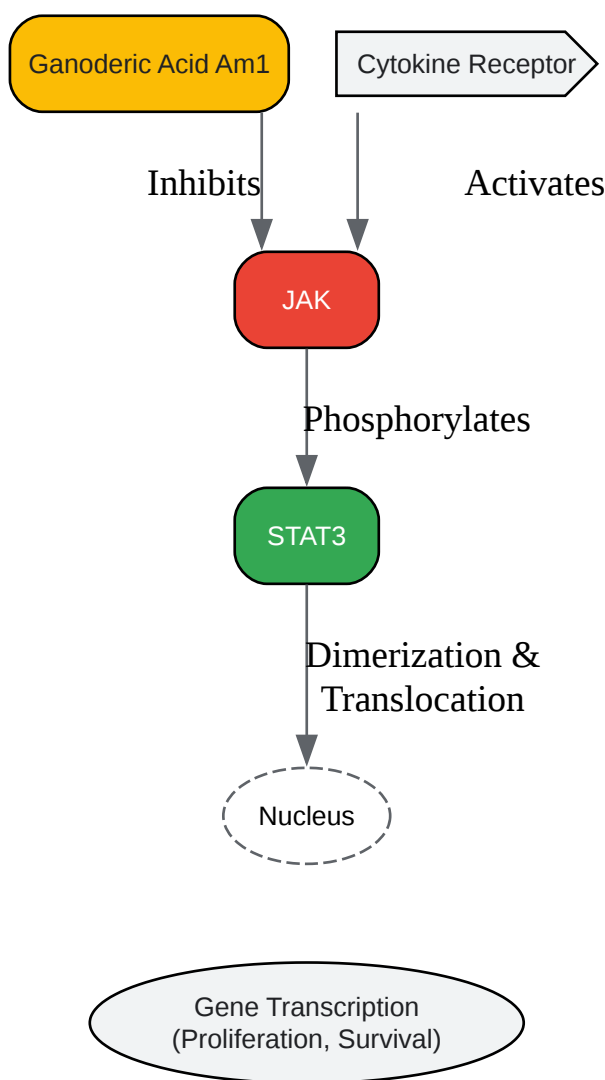 Ganoderic Acid Am1
Cytokine Receptor
Inhibits
Activates
JAK
Phosphorylates
STAT3
Dimerization &
Translocation
Nucleus
Gene Transcription
(Proliferation, Survival)